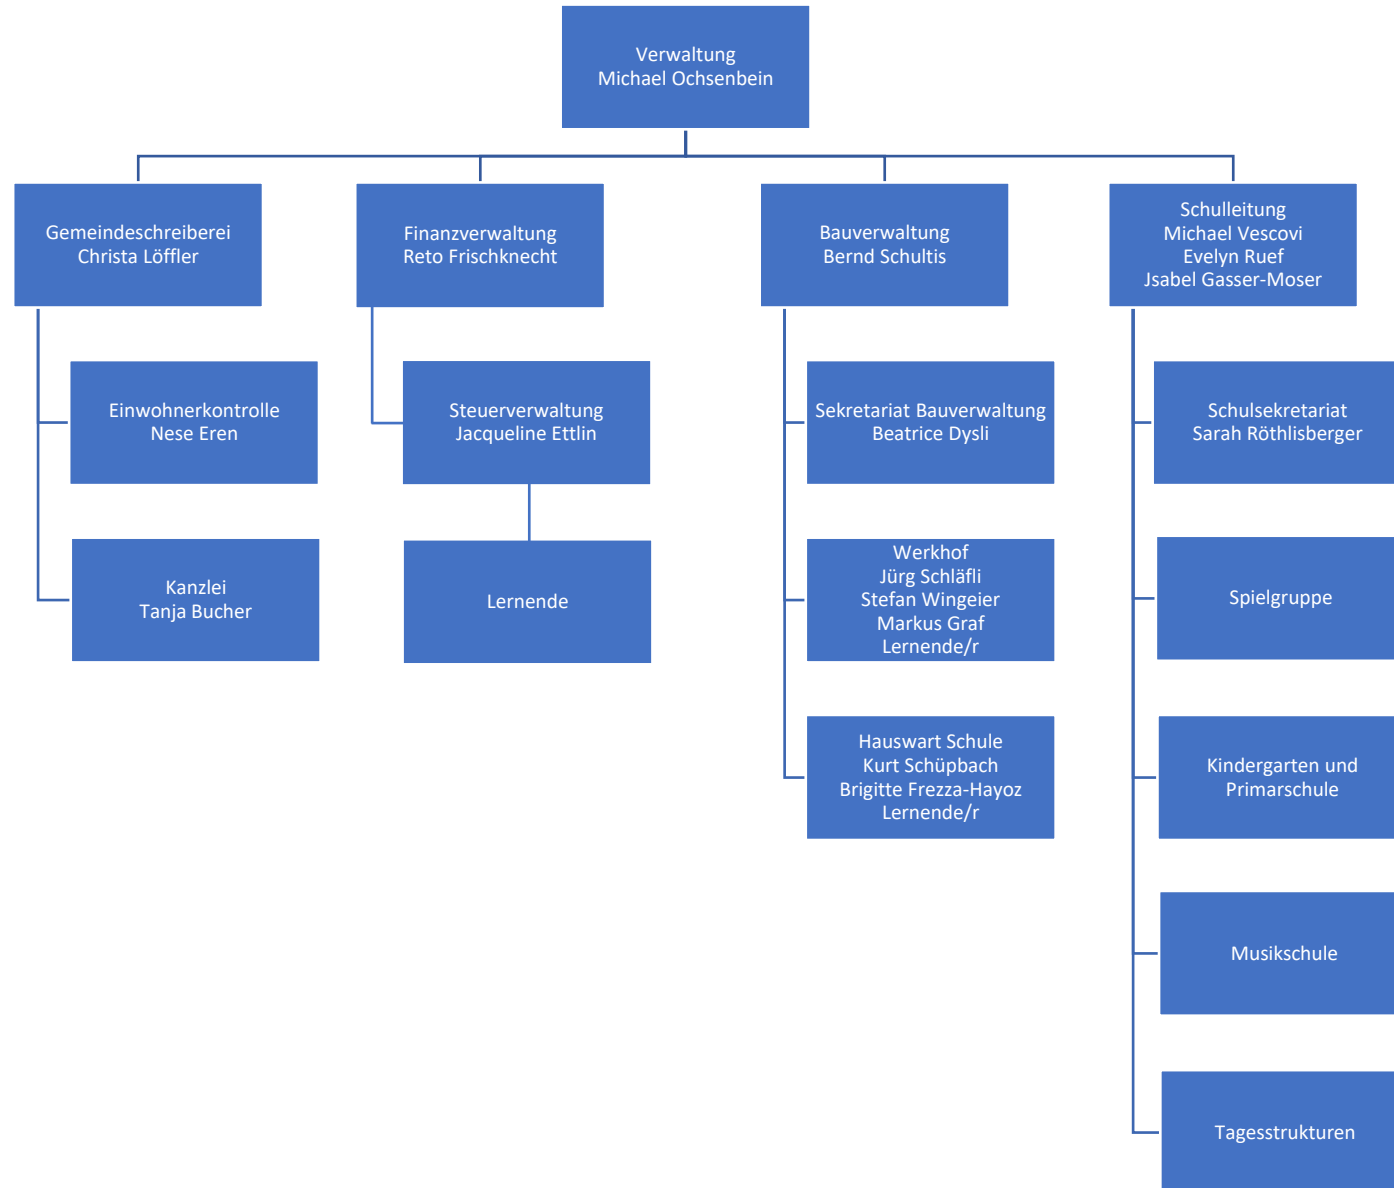 Verwaltung
Michael Ochsenbein
Gemeindeschreiberei
Christa Löffler
Finanzverwaltung
Reto Frischknecht
Bauverwaltung
Bernd Schultis
Schulleitung
Michael Vescovi
Evelyn Ruef
Jsabel Gasser-Moser
Einwohnerkontrolle
Nese Eren
Steuerverwaltung
Jacqueline Ettlin
Sekretariat Bauverwaltung
Beatrice Dysli
Schulsekretariat
Sarah Röthlisberger
Kanzlei
Tanja Bucher
Lernende
Werkhof
Jürg Schläfli
Stefan Wingeier
Markus Graf
Lernende/r
Spielgruppe
Hauswart Schule
Kurt Schüpbach
Brigitte Frezza-Hayoz
Lernende/r
Kindergarten und
Primarschule
Musikschule
Tagesstrukturen